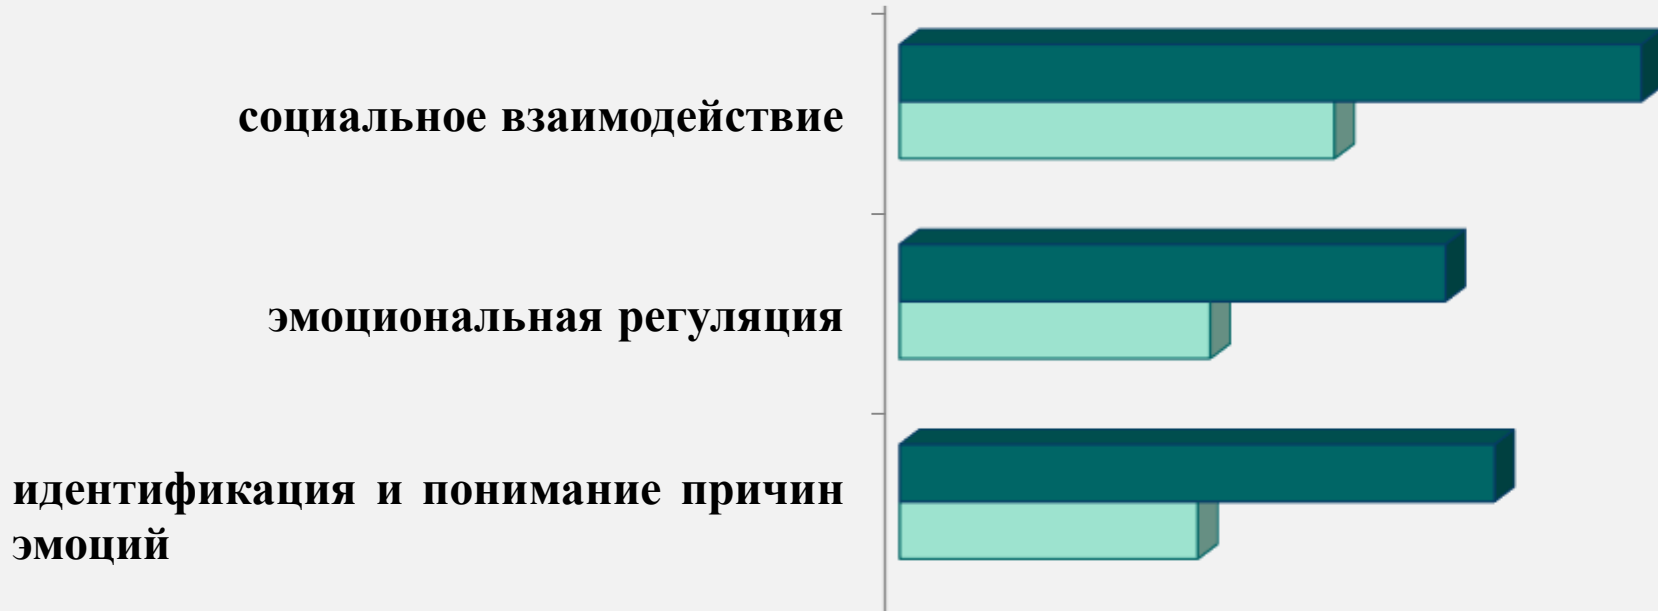 социальное взаимодействие
эмоциональная регуляция
идентификация и понимание причин
эмоций